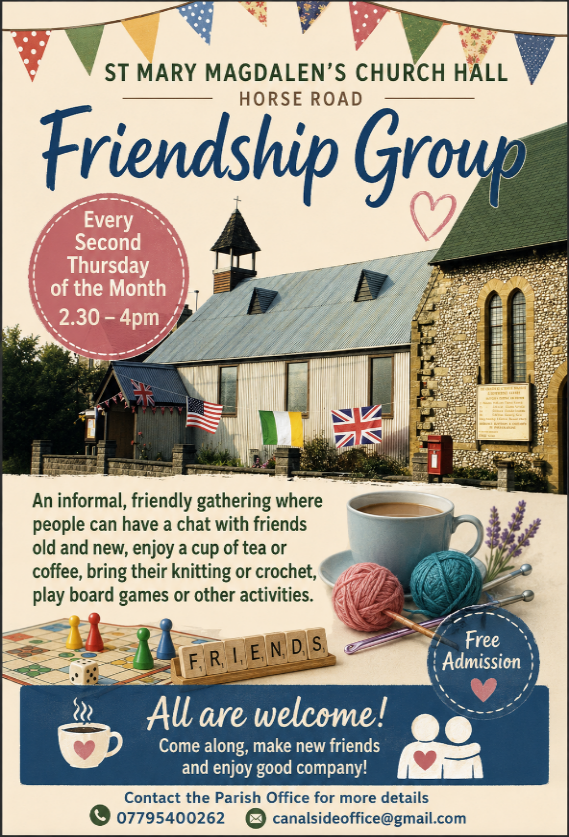 ST MARY MAGDALEN'S CHURCH HALL
HORSE ROAD
Friendship Group
Every
Second
Thursday
of the Month
2.30 – 4pm
An informal, friendly gathering where
people can have a chat with friends
old and new, enjoy a cup of tea or
coffee, bring their knitting or crochet,
play board games or other activities.
FRIENDS
Free
Admission
All are welcome!
Come along, make new friends
and enjoy good company!
Contact the Parish Office for more details
07795400262
canalsideoffice@gmail.com